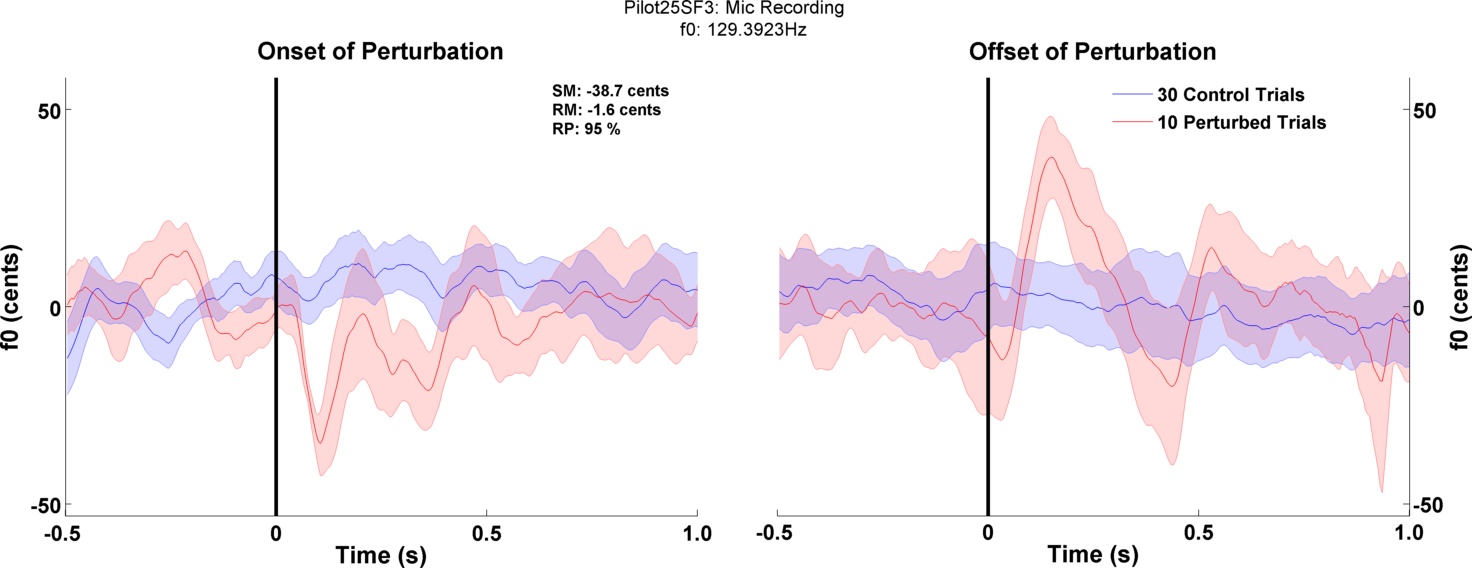 Pilot25SF3: Mic Recording
f0: 129.3923Hz
Onset of Perturbation
SM: -38.7 cents
RM: -1.6 cents
RP: 95 %
50
0
-50
f0 (cents)
-0.5
0
0.5
1.0
Time (s)
Offset of Perturbation
30 Control Trials
10 Perturbed Trials
50
0
-50
f0 (cents)
-0.5
0
0.5
1.0
Time (s)